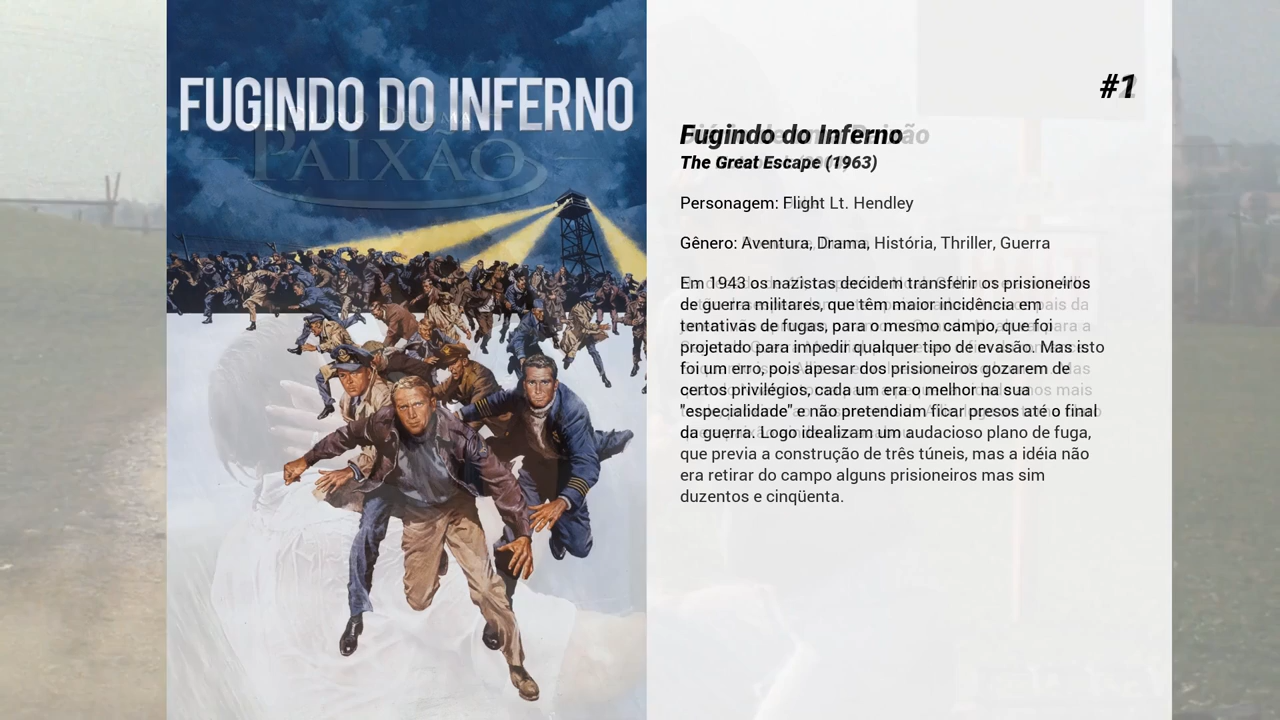 FUGINDO DO INFERNO
PAIXÃO
#1
Fugindo do Inferno
The Great Escape (1963)
Personagem: Flight Lt. Hendley
Gênero: Aventura, Drama, História, Thriller, Guerra
Em 1943 os nazistas decidem transferir os prisioneiros
de guerra militares, que têm maior incidência em
tentativas de fugas, para o mesmo campo, que foi
projetado para impedir qualquer tipo de evasão. Mas isto
foi um erro, pois apesar dos prisioneiros gozarem de
certos privilégios, cada um era o melhor na sua
"especialidade" e não pretendiam ficar presos até o final
da guerra. Logo idealizam um audacioso plano de fuga,
que previa a construção de três túneis, mas a idéia não
era retirar do campo alguns prisioneiros mas sim
duzentos e cinqüenta.